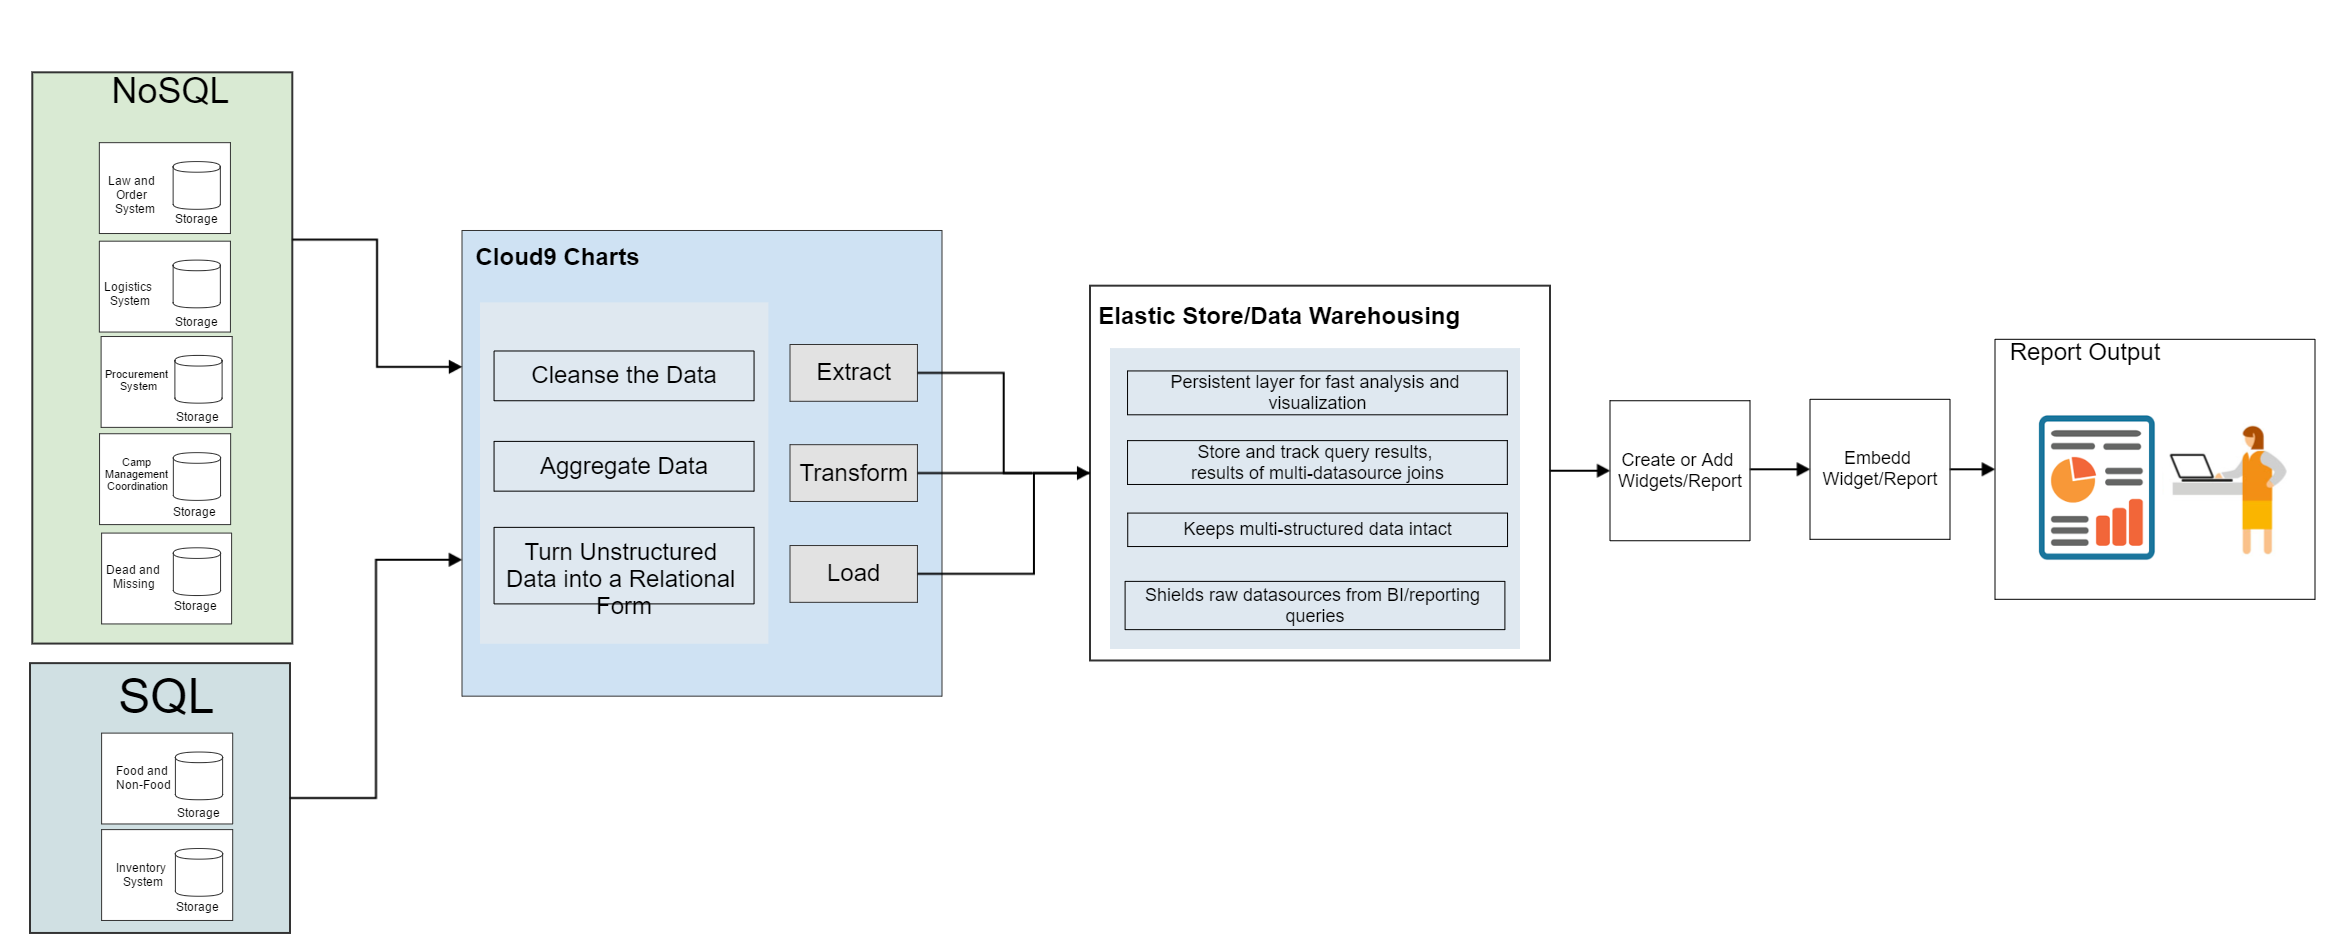 NoSQL
Law and
Order
System
Storage
Logistics
System
Storage
Procurement
System
Storage
Camp
Management
Coordination
Storage
Dead and
Missing
Storage
SQL
Food and
Non-Food
Storage
Inventory
System
Storage
Cloud9 Charts
Cleanse the Data
Aggregate Data
Turn Unstructured
Data into a Relational
Form
Extract
Transform
Load
Elastic Store/Data Warehousing
Persistent layer for fast analysis and
visualization
Store and track query results,
results of multi-datasource joins
Keeps multi-structured data intact
Shields raw datasources from BI/reporting
queries
Create or Add
Widgets/Report
Embedd
Widget/Report
Report Output